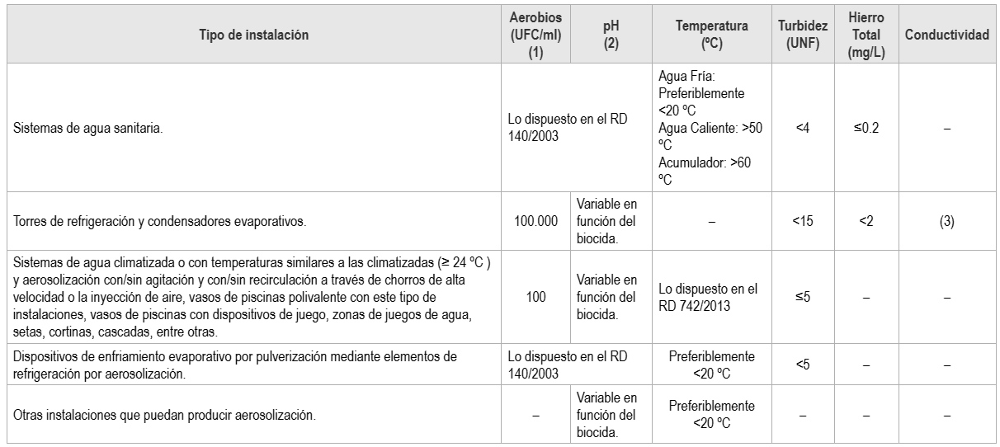 Tipo de instalación
Aerobios
(UFC/ml)
(1)
pH
(2)
Temperatura
(ºC)
Turbidez
(UNF)
Hierro
Total
(mg/L)
Conductividad
Sistemas de agua sanitaria.
Lo dispuesto en el RD
140/2003
Agua Fría:
Preferiblemente
<20 ºC
Agua Caliente: >50
ºC
Acumulador: >60
ºC
<4
≤0.2
–
Torres de refrigeración y condensadores evaporativos.
100.000
Variable en
función del
biocida.
–
<15
<2
(3)
Sistemas de agua climatizada o con temperaturas similares a las climatizadas (≥ 24 ºC )
y aerosolización con/sin agitación y con/sin recirculación a través de chorros de alta
velocidad o la inyección de aire, vasos de piscinas polivalente con este tipo de
instalaciones, vasos de piscinas con dispositivos de juego, zonas de juegos de agua,
setas, cortinas, cascadas, entre otras.
100
Variable en
función del
biocida.
Lo dispuesto en el
RD 742/2013
≤5
–
–
Dispositivos de enfriamiento evaporativo por pulverización mediante elementos de
refrigeración por aerosolización.
Lo dispuesto en el RD
140/2003
Preferiblemente
<20 ºC
<5
–
–
Otras instalaciones que puedan producir aerosolización.
–
Variable en
función del
biocida.
Preferiblemente
<20 ºC
–
–
–